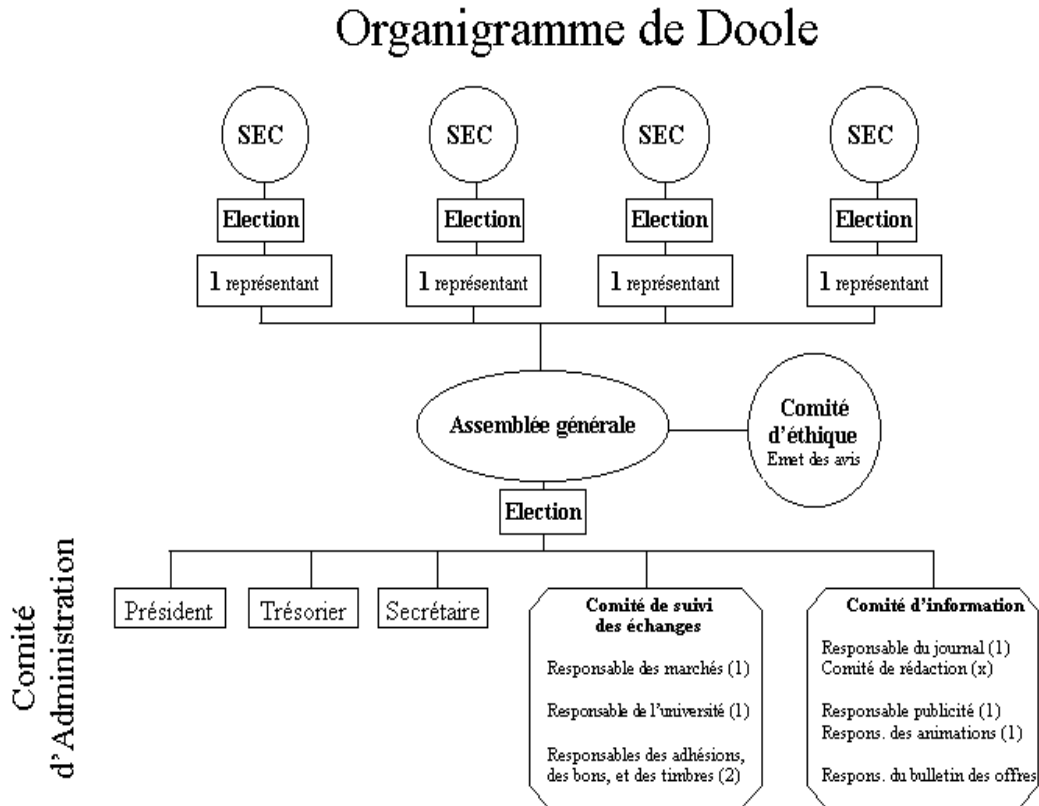 Organigramme de Doole
SEC
SEC
SEC
SEC
Election
Election
Election
Election
1 représentant
1 représentant
1 représentant
1 représentant
Assemblée générale
Comité
d'éthique
Emet des avis
Election
Comité
d'Administration
Président
Trésorier
Secrétaire
Comité de suivi
des échanges
Responsable des marchés (1)
Responsable de l'université (1)
Responsables des adhésions,
des bons, et des timbres (2)
Comité d'information
Responsable du journal (1)
Comité de rédaction (x)
Responsable publicité (1)
Respons. des animations (1)
Respons. du bulletin des offres